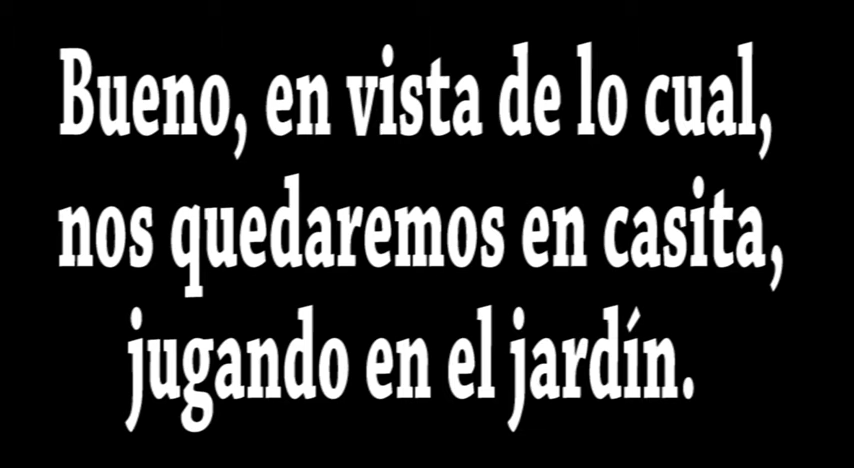 Bueno, en vista de lo cual,
nos quedaremos en casita,
jugando en el jardín.